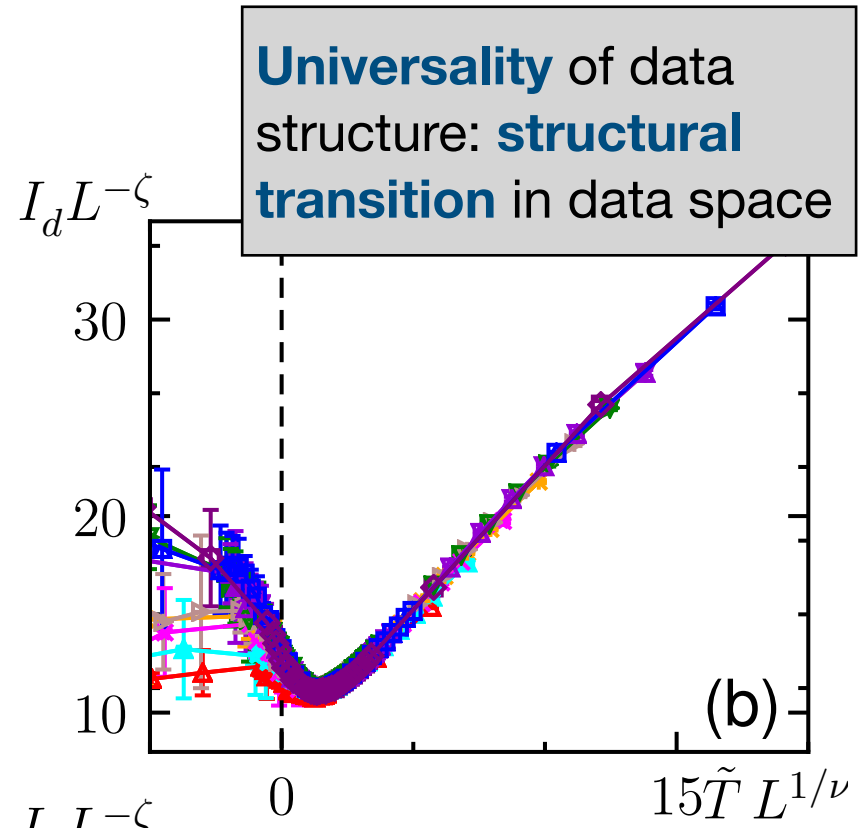 Universality of data
structure: structural
transition in data space
I_d L^{-ζ}
30
20
10
(b)
0
15
T̃ L^{1/ν}